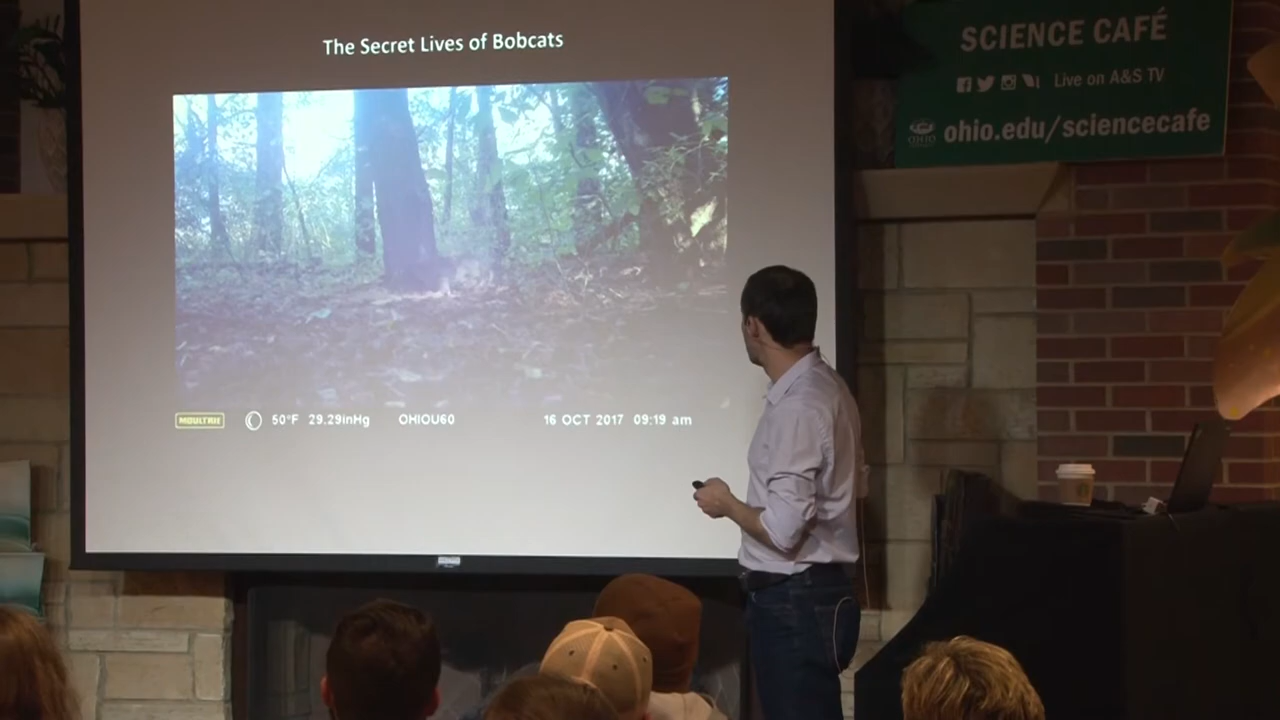 The Secret Lives of Bobcats
SCIENCE CAFÉ
Live on A&S TV
OHIO
ohio.edu/sciencecafe
MOULTRIE 50°F 29.29inHg OHIOU60 16 OCT 2017 09:19 am